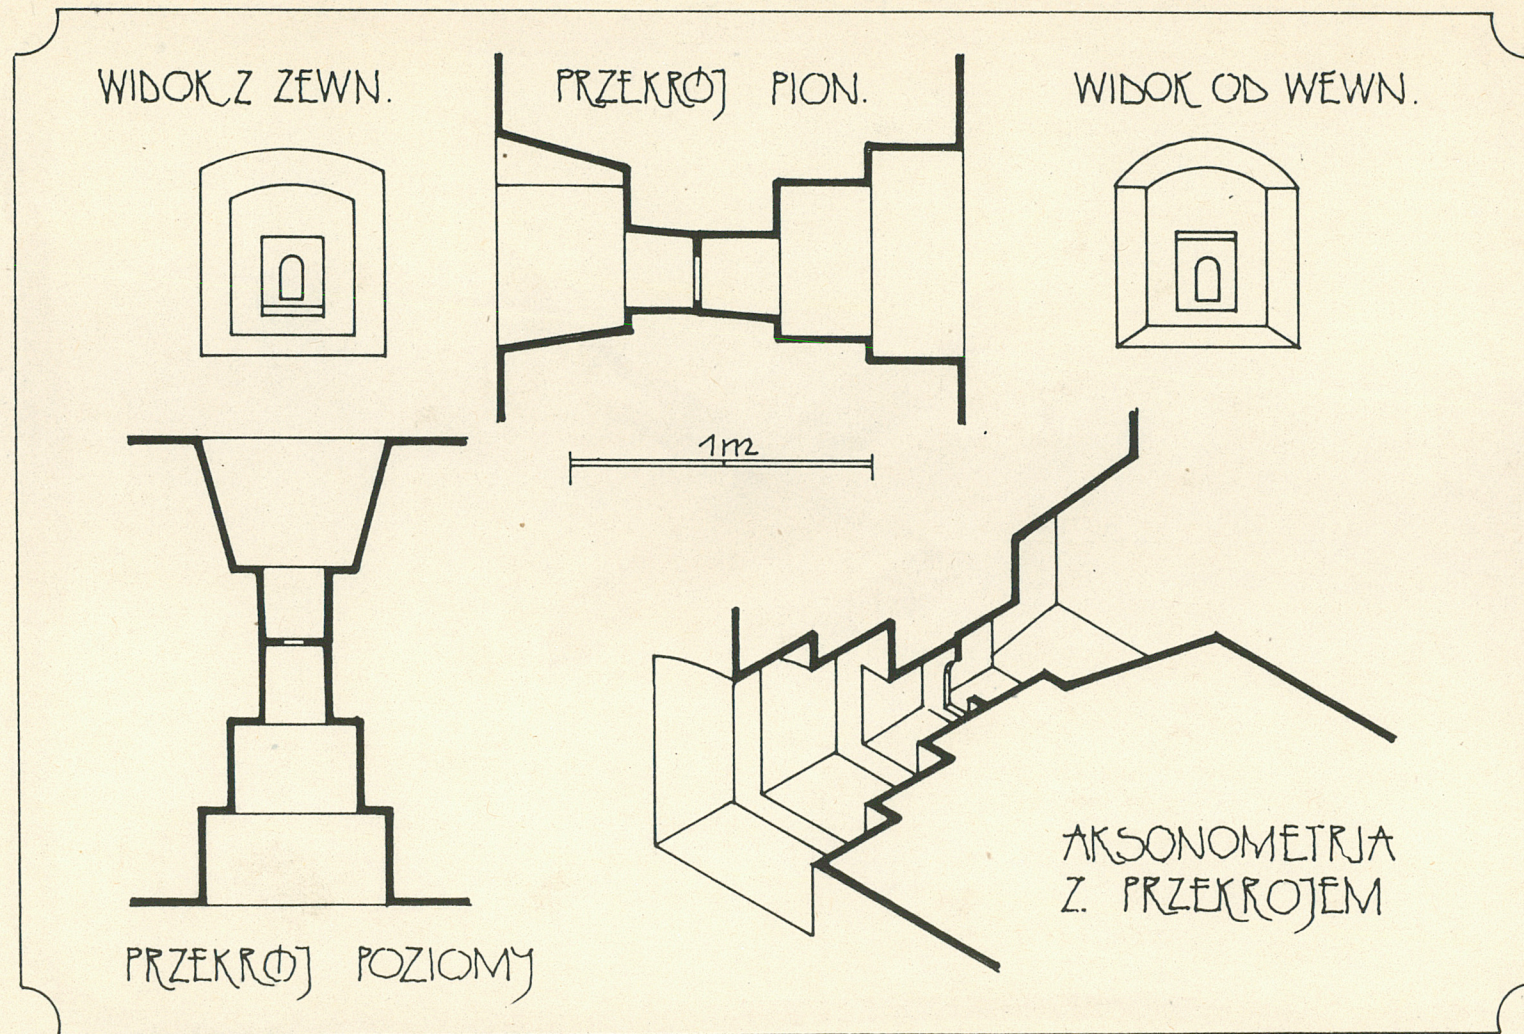 WIDOK Z ZEWN.
PRZEKRÓJ PION.
WIDOK OD WEWN.
1m
AKSONOMETRJA
Z PRZEKROJEM
PRZEKRÓJ POZIOMY